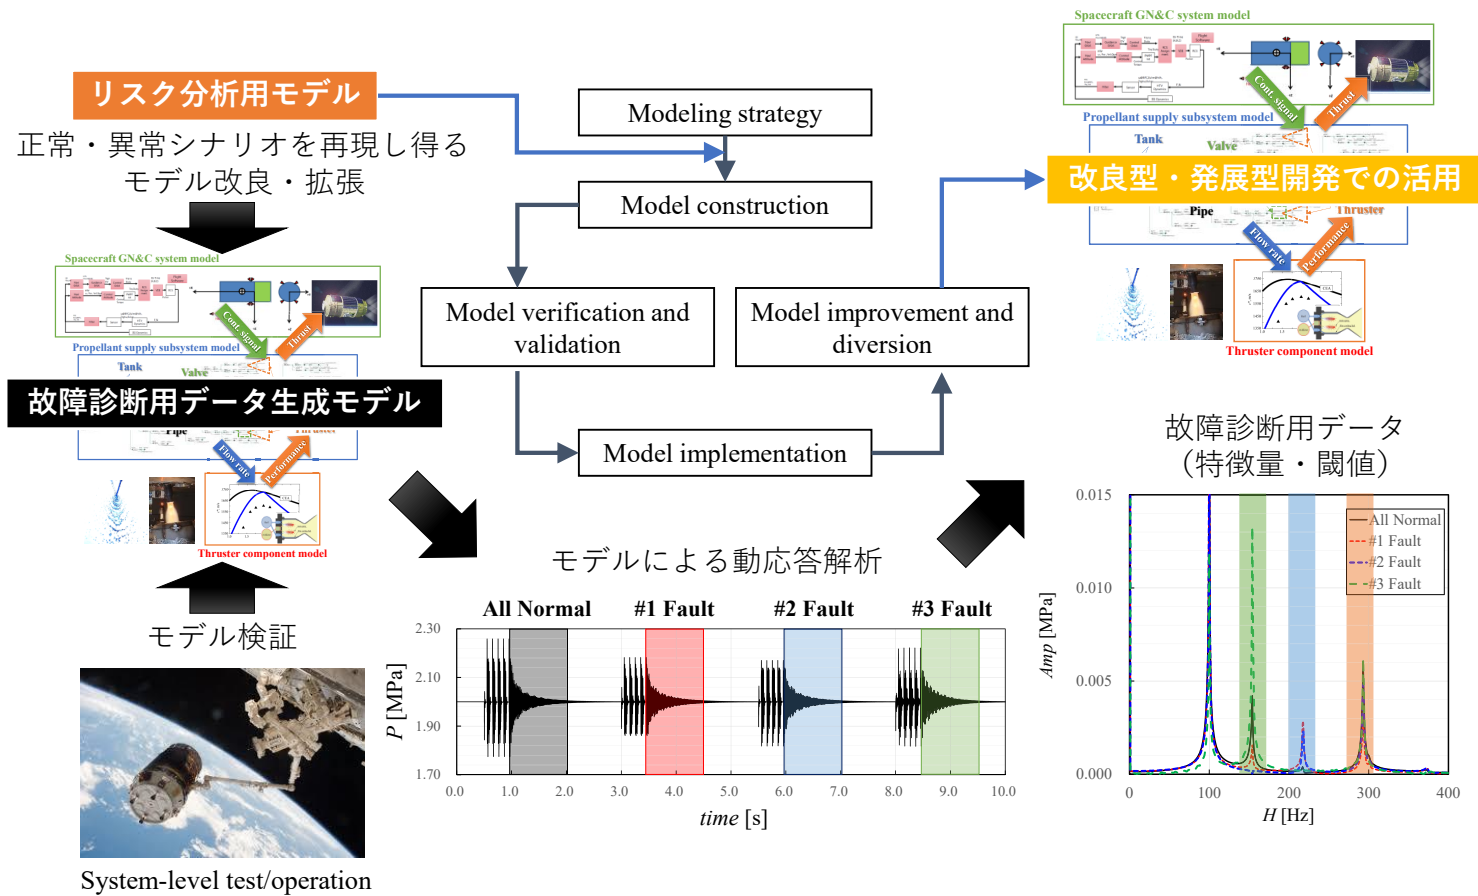 リスク分析用モデル
正常・異常シナリオを再現し得る
モデル改良・拡張
Spacecraft GN&C system model
Cont. signal
Thrust
Propellant supply subsystem model
Tank
Valve
故障診断用データ生成モデル
Pipe
Thruster
Flow rate
Performance
Thruster component model
モデル検証
System-level test/operation
Modeling strategy
Model construction
Model verification and
validation
Model improvement and
diversion
Model implementation
モデルによる動応答解析
All Normal
#1 Fault
#2 Fault
#3 Fault
P [MPa]
2.30
2.10
1.90
1.70
0.0 1.0 2.0 3.0 4.0 5.0 6.0 7.0 8.0 9.0 10.0
time [s]
Spacecraft GN&C system model
Cont. signal
Thrust
Propellant supply subsystem model
Tank
Valve
改良型・発展型開発での活用
Pipe
Thruster
Flow rate
Performance
Thruster component model
故障診断用データ
（特徴量・閾値）
Amp [MPa]
0.015
0.010
0.005
0.000
All Normal
#1 Fault
#2 Fault
#3 Fault
0 100 200 300 400
H [Hz]